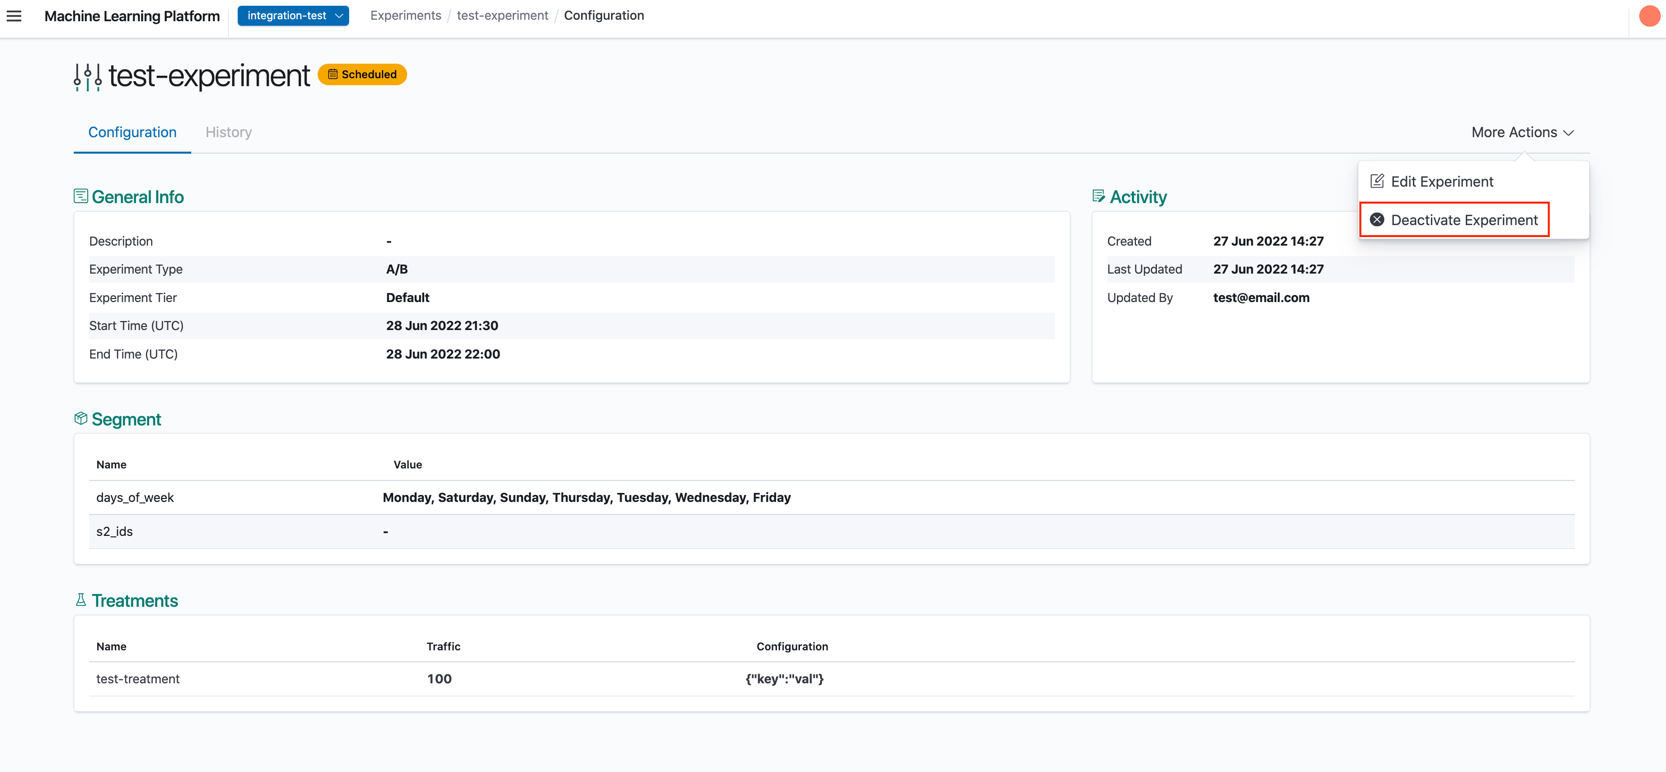 Machine Learning Platform integration-test Experiments / test-experiment / Configuration
test-experiment Scheduled
Configuration History More Actions
Edit Experiment
Deactivate Experiment
General Info
Description -
Experiment Type A/B
Experiment Tier Default
Start Time (UTC) 28 Jun 2022 21:30
End Time (UTC) 28 Jun 2022 22:00
Activity
Created 27 Jun 2022 14:27
Last Updated 27 Jun 2022 14:27
Updated By test@email.com
Segment
Name Value
days_of_week Monday, Saturday, Sunday, Thursday, Tuesday, Wednesday, Friday
s2_ids -
Treatments
Name Traffic Configuration
test-treatment 100 {"key":"val"}